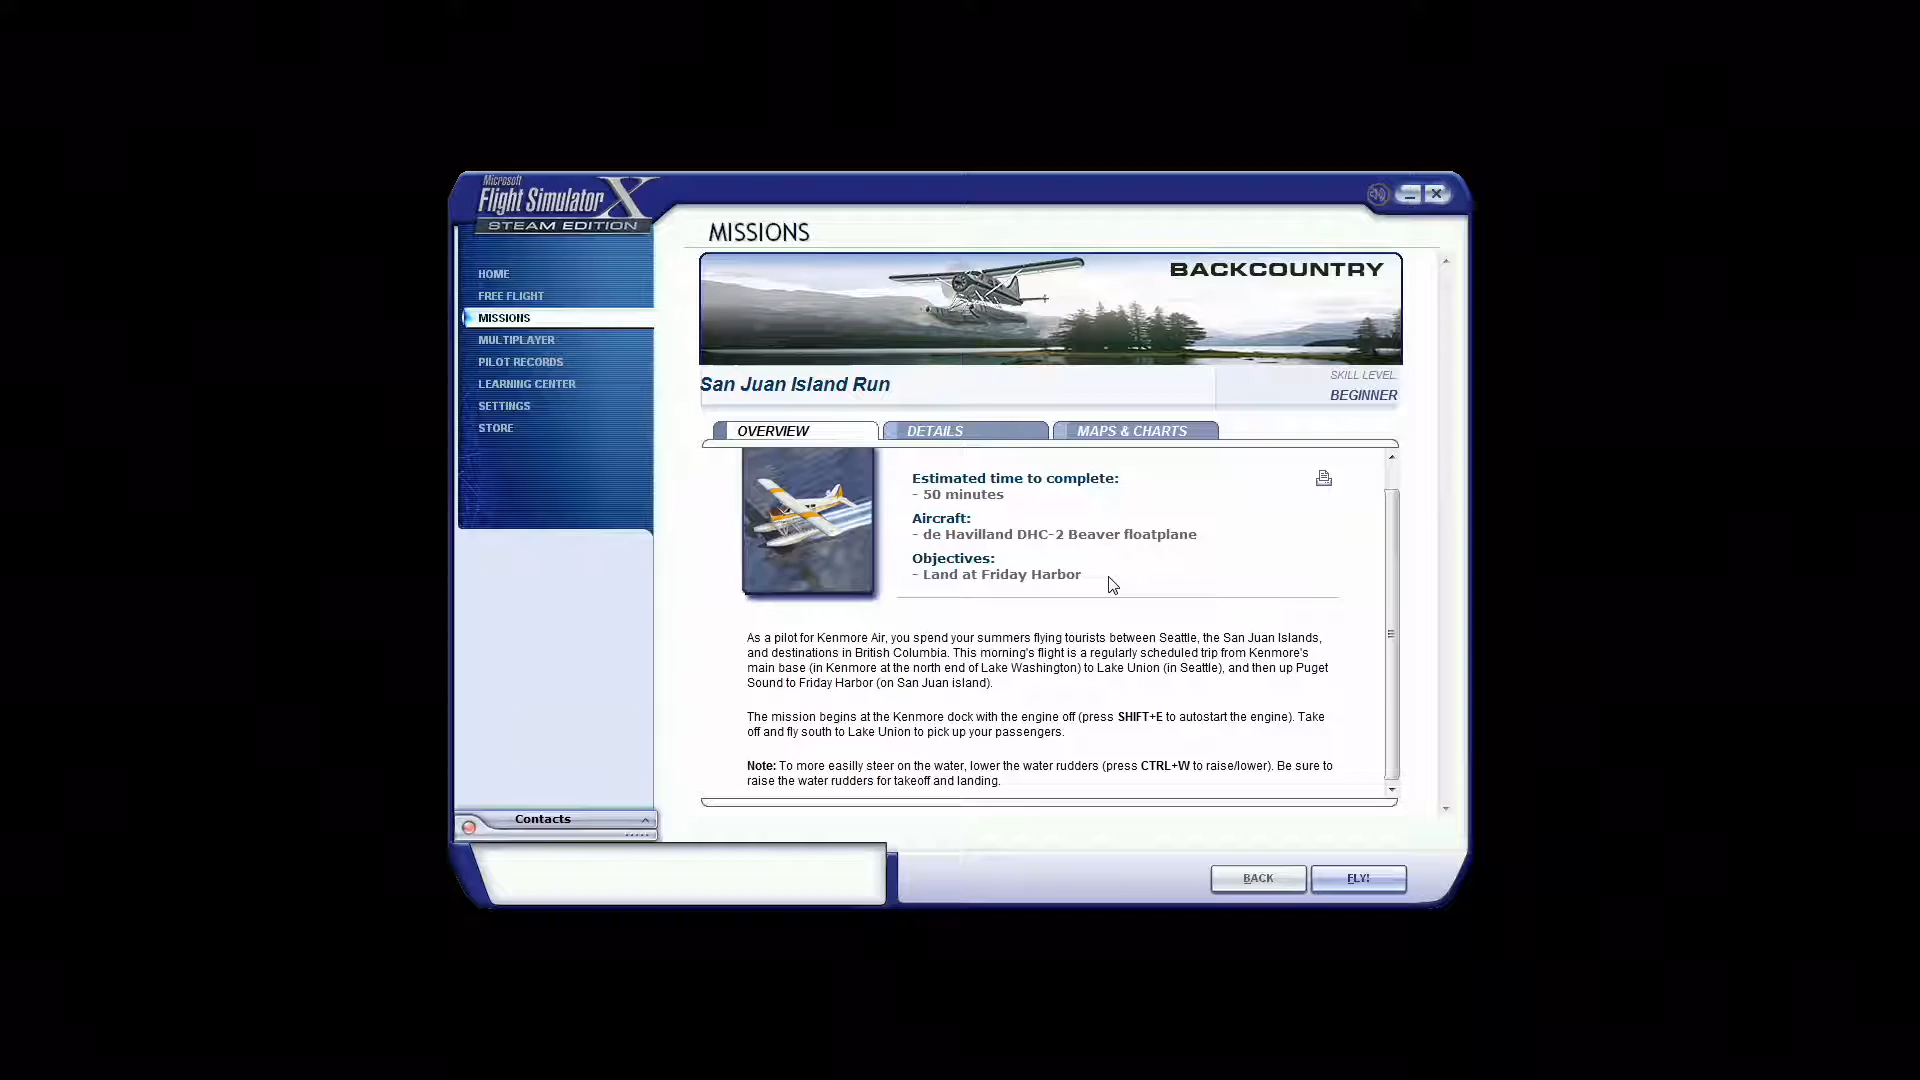 Microsoft
Flight Simulator X
STEAM EDITION
MISSIONS
HOME
FREE FLIGHT
MISSIONS
MULTIPLAYER
PILOT RECORDS
LEARNING CENTER
SETTINGS
STORE
BACKCOUNTRY
San Juan Island Run
SKILL LEVEL
BEGINNER
OVERVIEW
DETAILS
MAPS & CHARTS
Estimated time to complete:
- 50 minutes
Aircraft:
- de Havilland DHC-2 Beaver floatplane
Objectives:
- Land at Friday Harbor
As a pilot for Kenmore Air, you spend your summers flying tourists between Seattle, the San Juan Islands,
and destinations in British Columbia. This morning's flight is a regularly scheduled trip from Kenmore's
main base (in Kenmore at the north end of Lake Washington) to Lake Union (in Seattle), and then up Puget
Sound to Friday Harbor (on San Juan island).
The mission begins at the Kenmore dock with the engine off (press SHIFT+E to autostart the engine). Take
off and fly south to Lake Union to pick up your passengers.
Note: To more easilly steer on the water, lower the water rudders (press CTRL+W to raise/lower). Be sure to
raise the water rudders for takeoff and landing.
Contacts
BACK
FLY!